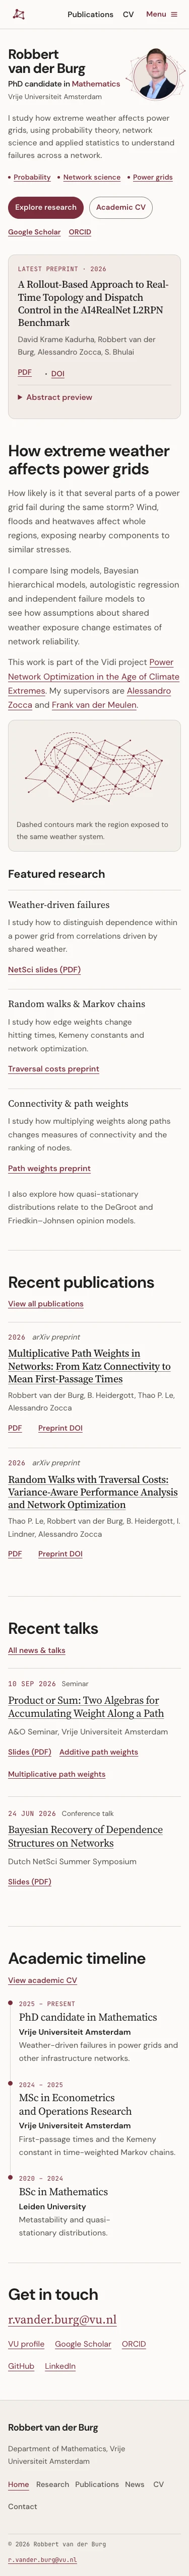 Publications CV Menu
Robbert
van der Burg
PhD candidate in Mathematics
Vrije Universiteit Amsterdam
I study how extreme weather affects power
grids, using probability theory, network
science and applied statistics to understand
failures across a network.
Probability Network science Power grids
Explore research Academic CV
Google Scholar ORCID
LATEST PREPRINT · 2026
A Rollout-Based Approach to Real-
Time Topology and Dispatch
Control in the AI4RealNet L2RPN
Benchmark
David Krame Kadurha, Robbert van der
Burg, Alessandro Zocca, S. Bhulai
PDF · DOI
▶ Abstract preview
How extreme weather
affects power grids
How likely is it that several parts of a power
grid fail during the same storm? Wind,
floods and heatwaves affect whole
regions, exposing nearby components to
similar stresses.
I compare Ising models, Bayesian
hierarchical models, autologistic regression
and independent failure models to
see how assumptions about shared
weather exposure change estimates of
network reliability.
This work is part of the Vidi project Power
Network Optimization in the Age of Climate
Extremes. My supervisors are Alessandro
Zocca and Frank van der Meulen.
Dashed contours mark the region exposed to
the same weather system.
Featured research
Weather-driven failures
I study how to distinguish dependence within
a power grid from correlations driven by
shared weather.
NetSci slides (PDF)
Random walks & Markov chains
I study how edge weights change
hitting times, Kemeny constants and
network optimization.
Traversal costs preprint
Connectivity & path weights
I study how multiplying weights along paths
changes measures of connectivity and the
ranking of nodes.
Path weights preprint
I also explore how quasi-stationary
distributions relate to the DeGroot and
Friedkin–Johnsen opinion models.
Recent publications
View all publications
2026 arXiv preprint
Multiplicative Path Weights in
Networks: From Katz Connectivity to
Mean First-Passage Times
Robbert van der Burg, B. Heidergott, Thao P. Le,
Alessandro Zocca
PDF Preprint DOI
2026 arXiv preprint
Random Walks with Traversal Costs:
Variance-Aware Performance Analysis
and Network Optimization
Thao P. Le, Robbert van der Burg, B. Heidergott, I.
Lindner, Alessandro Zocca
PDF Preprint DOI
Recent talks
All news & talks
10 SEP 2026 Seminar
Product or Sum: Two Algebras for
Accumulating Weight Along a Path
A&O Seminar, Vrije Universiteit Amsterdam
Slides (PDF) Additive path weights
Multiplicative path weights
24 JUN 2026 Conference talk
Bayesian Recovery of Dependence
Structures on Networks
Dutch NetSci Summer Symposium
Slides (PDF)
Academic timeline
View academic CV
2025 – PRESENT
PhD candidate in Mathematics
Vrije Universiteit Amsterdam
Weather-driven failures in power grids and
other infrastructure networks.
2024 – 2025
MSc in Econometrics
and Operations Research
Vrije Universiteit Amsterdam
First-passage times and the Kemeny
constant in time-weighted Markov chains.
2020 – 2024
BSc in Mathematics
Leiden University
Metastability and quasi-
stationary distributions.
Get in touch
r.vander.burg@vu.nl
VU profile Google Scholar ORCID
GitHub LinkedIn
Robbert van der Burg
Department of Mathematics, Vrije
Universiteit Amsterdam
Home Research Publications News CV
Contact
© 2026 Robbert van der Burg
r.vander.burg@vu.nl